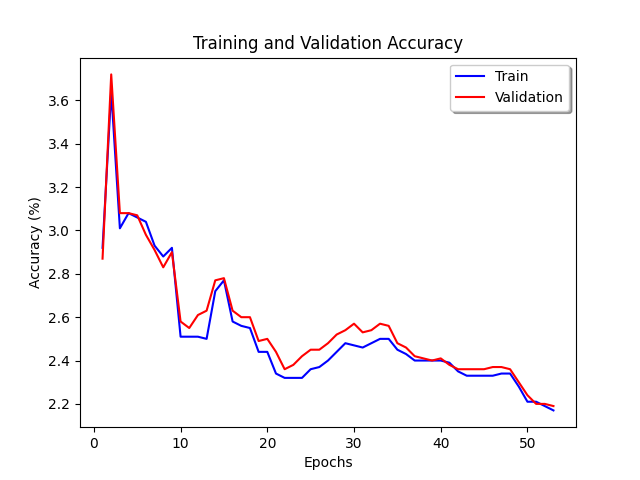 Training and Validation Accuracy
Train
Validation
Accuracy (%)
3.6
3.4
3.2
3.0
2.8
2.6
2.4
2.2
0 10 20 30 40 50
Epochs